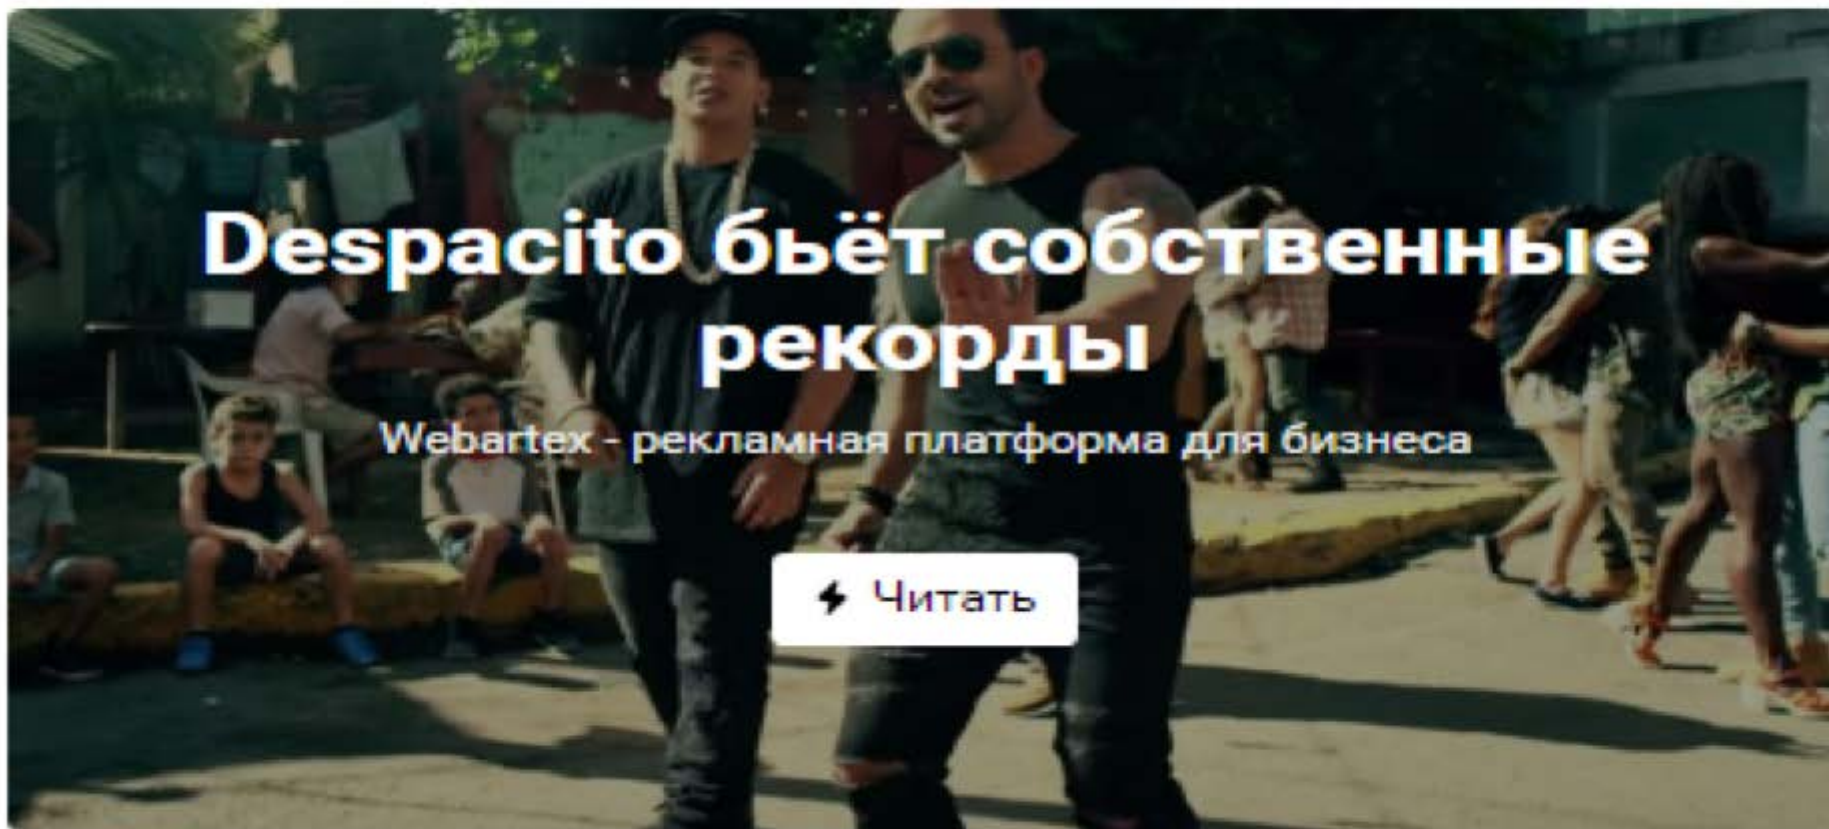 Despacito бьёт собственные
рекорды
Webartex - рекламная платформа для бизнеса
Читать